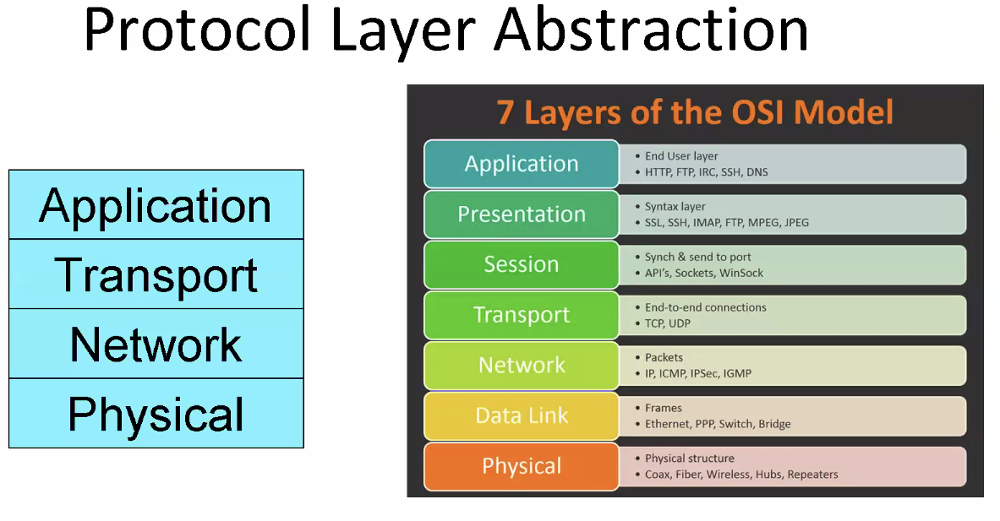 Protocol Layer Abstraction
Application
Transport
Network
Physical
7 Layers of the OSI Model
Application
• End User layer
• HTTP, FTP, IRC, SSH, DNS
Presentation
• Syntax layer
• SSL, SSH, IMAP, FTP, MPEG, JPEG
Session
• Synch & send to port
• API's, Sockets, WinSock
Transport
• End-to-end connections
• TCP, UDP
Network
• Packets
• IP, ICMP, IPSec, IGMP
Data Link
• Frames
• Ethernet, PPP, Switch, Bridge
Physical
• Physical structure
• Coax, Fiber, Wireless, Hubs, Repeaters